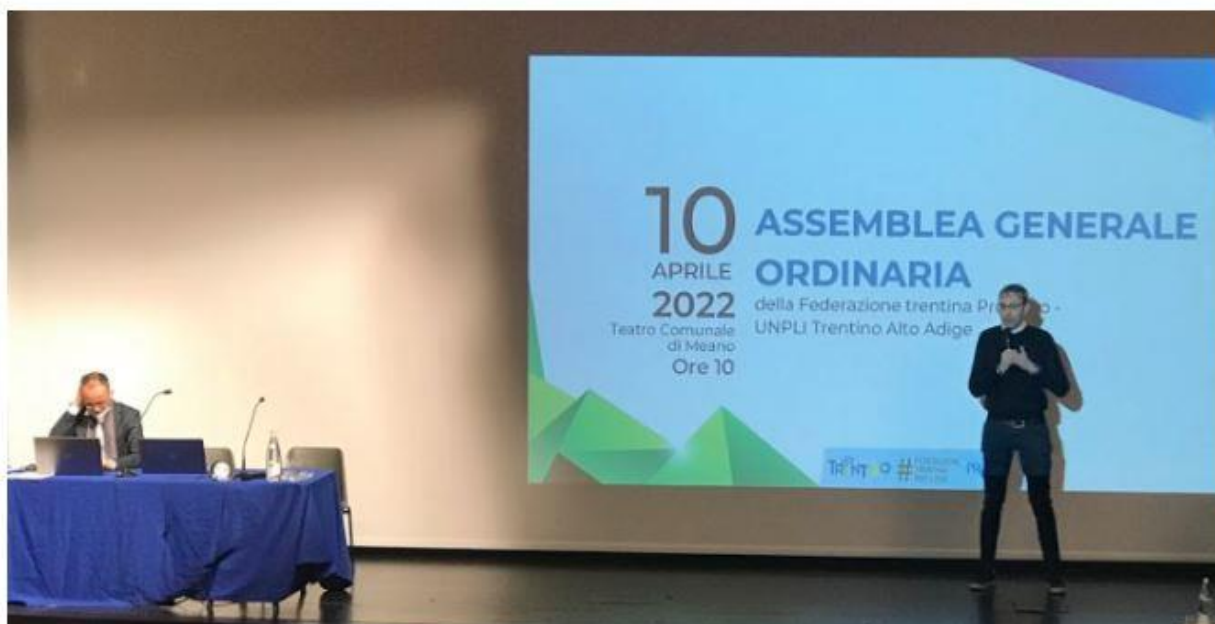 10
APRILE
2022
Teatro Comunale
di Meano
Ore 10
ASSEMBLEA GENERALE
ORDINARIA
della Federazione trentina
UNPLI Trentino Alto Adige
TRENTINO